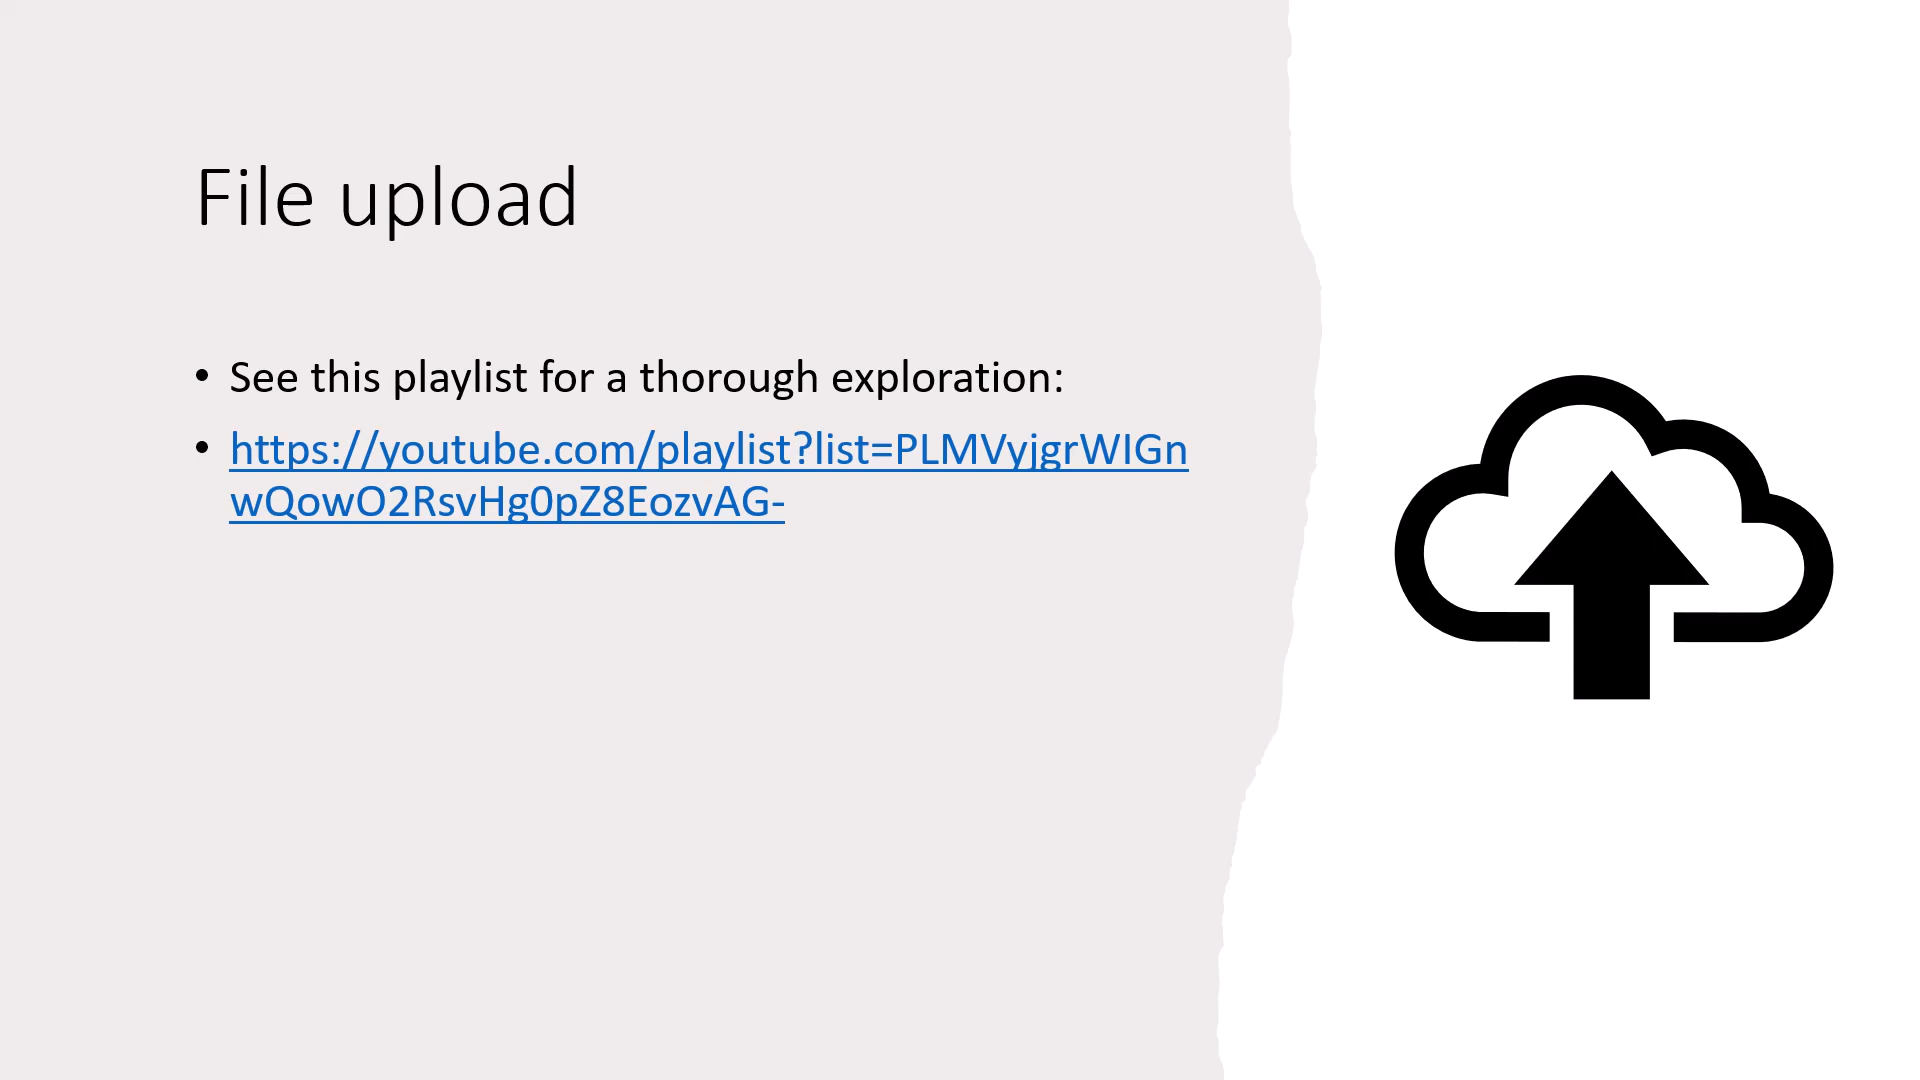 File upload
• See this playlist for a thorough exploration:
• https://youtube.com/playlist?list=PLMVyjgrWIGn
wQowO2RsvHg0pZ8EozvAG-